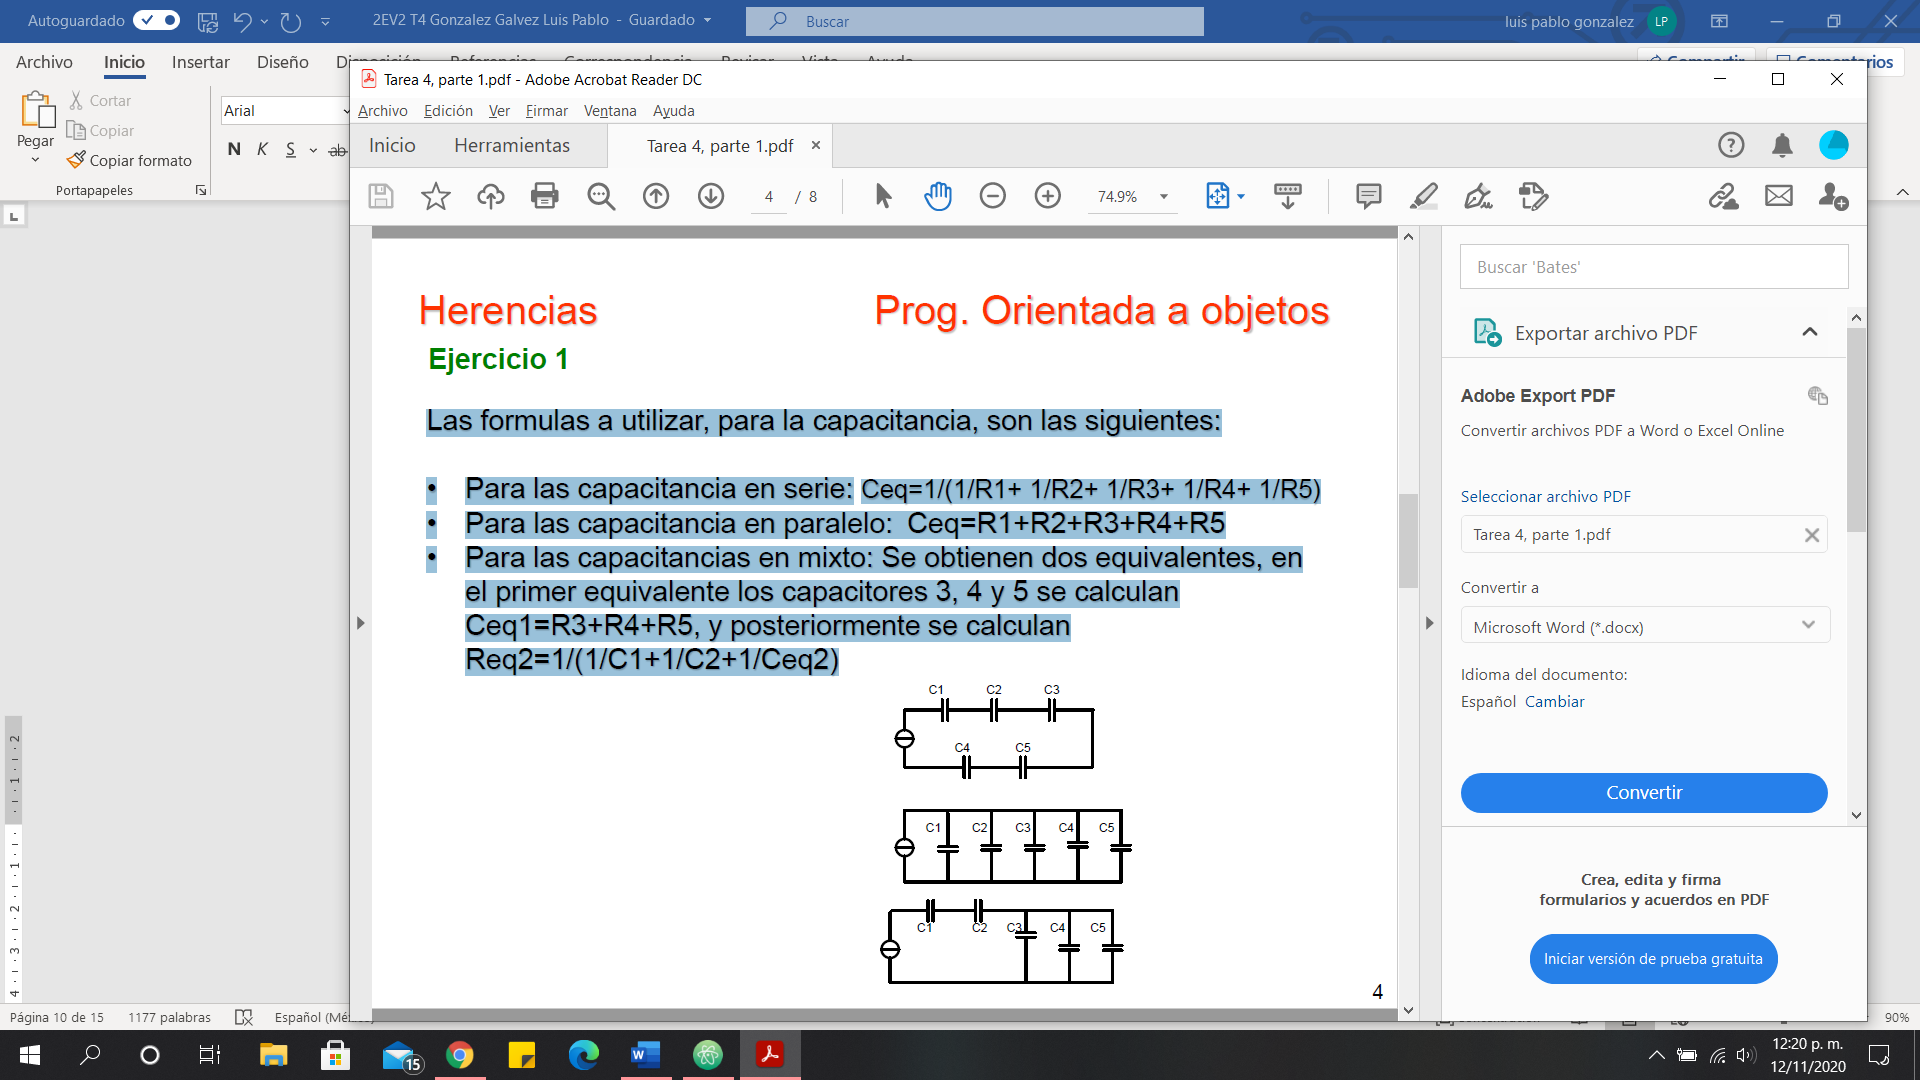 Autoguardado
2EV2 T4 Gonzalez Galvez Luis Pablo - Guardado
Buscar
luis pablo gonzalez
LP
Archivo Inicio Insertar Diseño Disposición Referencias Correspondencia Revisar Vista Ayuda
Compartir Comentarios
Cortar
Copiar
Copiar formato
Pegar
Portapapeles
Arial
N K S ab
Tarea 4, parte 1.pdf - Adobe Acrobat Reader DC
Archivo Edición Ver Firmar Ventana Ayuda
Inicio Herramientas Tarea 4, parte 1.pdf
4 / 8 74.9%
Herencias Prog. Orientada a objetos
Ejercicio 1
Las formulas a utilizar, para la capacitancia, son las siguientes:
• Para las capacitancia en serie: Ceq=1/(1/R1+ 1/R2+ 1/R3+ 1/R4+ 1/R5)
• Para las capacitancia en paralelo: Ceq=R1+R2+R3+R4+R5
• Para las capacitancias en mixto: Se obtienen dos equivalentes, en
el primer equivalente los capacitores 3, 4 y 5 se calculan
Ceq1=R3+R4+R5, y posteriormente se calculan
Req2=1/(1/C1+1/C2+1/Ceq2)
C1 C2 C3
C4 C5
C1 C2 C3 C4 C5
C1 C2 C3 C4 C5
4
Buscar 'Bates'
Exportar archivo PDF
Adobe Export PDF
Convertir archivos PDF a Word o Excel Online
Seleccionar archivo PDF
Tarea 4, parte 1.pdf
Convertir a
Microsoft Word (*.docx)
Idioma del documento:
Español Cambiar
Convertir
Crea, edita y firma
formularios y acuerdos en PDF
Iniciar versión de prueba gratuita
Página 10 de 15 1177 palabras
90%
15
12:20 p. m.
12/11/2020